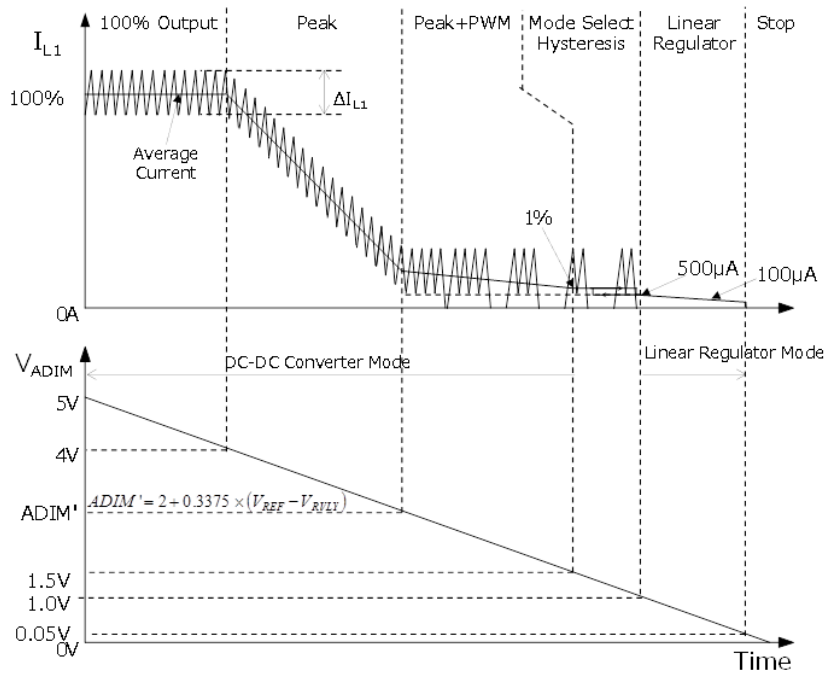 100% Output
Peak
Peak+PWM
Mode Select
Hysteresis
Linear
Regulator
Stop
I_L1
100%
ΔI_L1
Average
Current
1%
500µA
100µA
0A
V_ADIM
DC-DC Converter Mode
Linear Regulator Mode
5V
4V
ADIM'=2+0.3375×(V_REF−V_RVLY)
ADIM'
1.5V
1.0V
0.05V
0V
Time